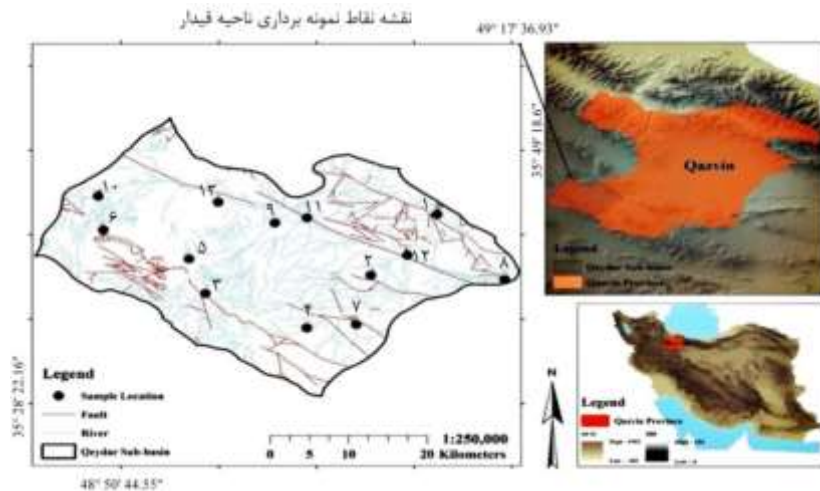 نقشه نقاط نمونه برداری ناحیه قیدار
49° 17' 36.93"
35° 49' 18.6"
۱۰
۱۳
۹
۱۱
۶
۵
۱۲
۲
۸
۳
۴
۷
Legend
Sample Location
Fault
River
Qeydar Sub-basin
N
1:250,000
Kilometers
0 5 10 20
35° 28' 22.16"
48° 50' 44.55"
Qazvin
Legend
Qeydar Sub-basin
Qazvin Province
Legend
Qazvin Province